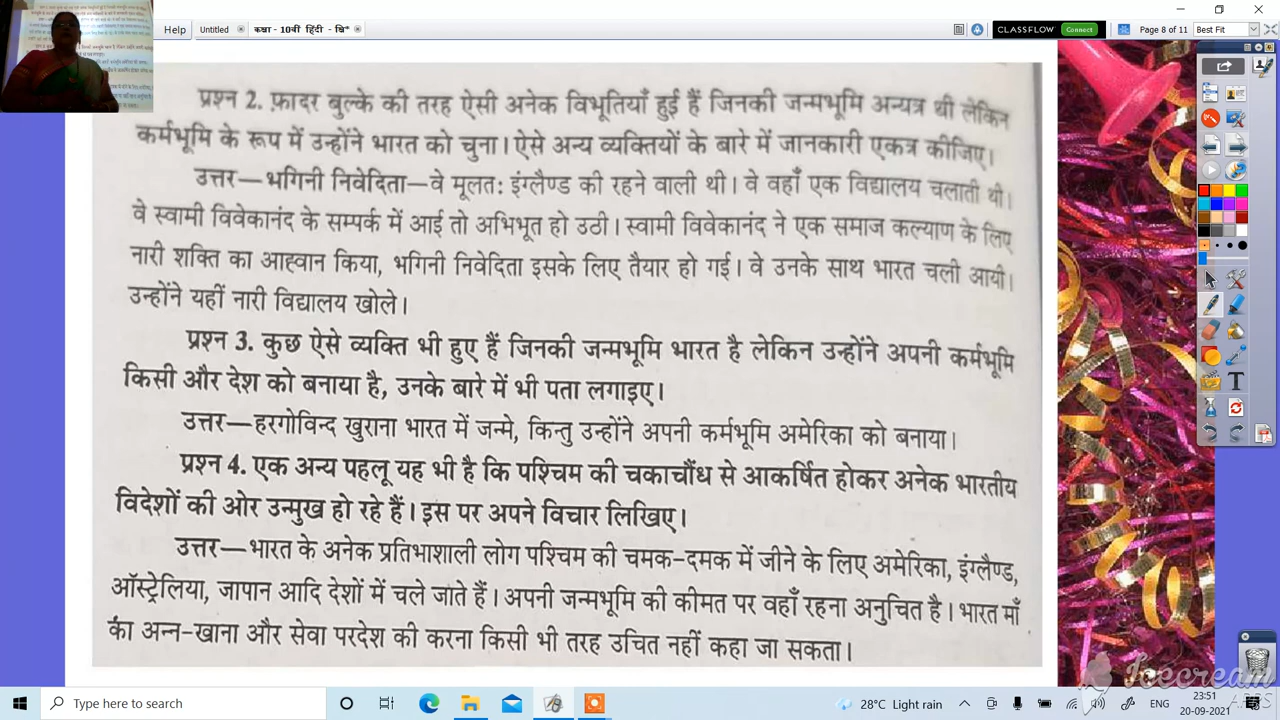 Help
Untitled
कक्षा - 10वी हिंदी चि*
CLASSFLOW
Connect
Page 8 of 11
Best Fit
प्रश्न 2. फ़ादर बुल्के की तरह ऐसी अनेक विभूतियाँ हुई हैं जिनकी जन्मभूमि अन्यत्र थी लेकिन
कर्मभूमि के रूप में उन्होंने भारत को चुना। ऐसे अन्य व्यक्तियों के बारे में जानकारी एकत्र कीजिए।
उत्तर—भगिनी निवेदिता—वे मूलत: इंग्लैण्ड की रहने वाली थी। वे वहाँ एक विद्यालय चलाती थी।
वे स्वामी विवेकानंद के सम्पर्क में आई तो अभिभूत हो उठी। स्वामी विवेकानंद ने एक समाज कल्याण के लिए
नारी शक्ति का आह्वान किया, भगिनी निवेदिता इसके लिए तैयार हो गई। वे उनके साथ भारत चली आयी।
उन्होंने यहीं नारी विद्यालय खोले।
प्रश्न 3. कुछ ऐसे व्यक्ति भी हुए हैं जिनकी जन्मभूमि भारत है लेकिन उन्होंने अपनी कर्मभूमि
किसी और देश को बनाया है, उनके बारे में भी पता लगाइए।
उत्तर—हरगोविन्द खुराना भारत में जन्मे, किन्तु उन्होंने अपनी कर्मभूमि अमेरिका को बनाया।
प्रश्न 4. एक अन्य पहलू यह भी है कि पश्चिम की चकाचौंध से आकर्षित होकर अनेक भारतीय
विदेशों की ओर उन्मुख हो रहे हैं। इस पर अपने विचार लिखिए।
उत्तर—भारत के अनेक प्रतिभाशाली लोग पश्चिम की चमक-दमक में जीने के लिए अमेरिका, इंग्लैण्ड,
ऑस्ट्रेलिया, जापान आदि देशों में चले जाते हैं। अपनी जन्मभूमि की कीमत पर वहाँ रहना अनुचित है। भारत माँ
का अन्न-खाना और सेवा परदेश की करना किसी भी तरह उचित नहीं कहा जा सकता।
Icecream
APPS
Type here to search
28°C Light rain
ENG
23:51
20-09-2021